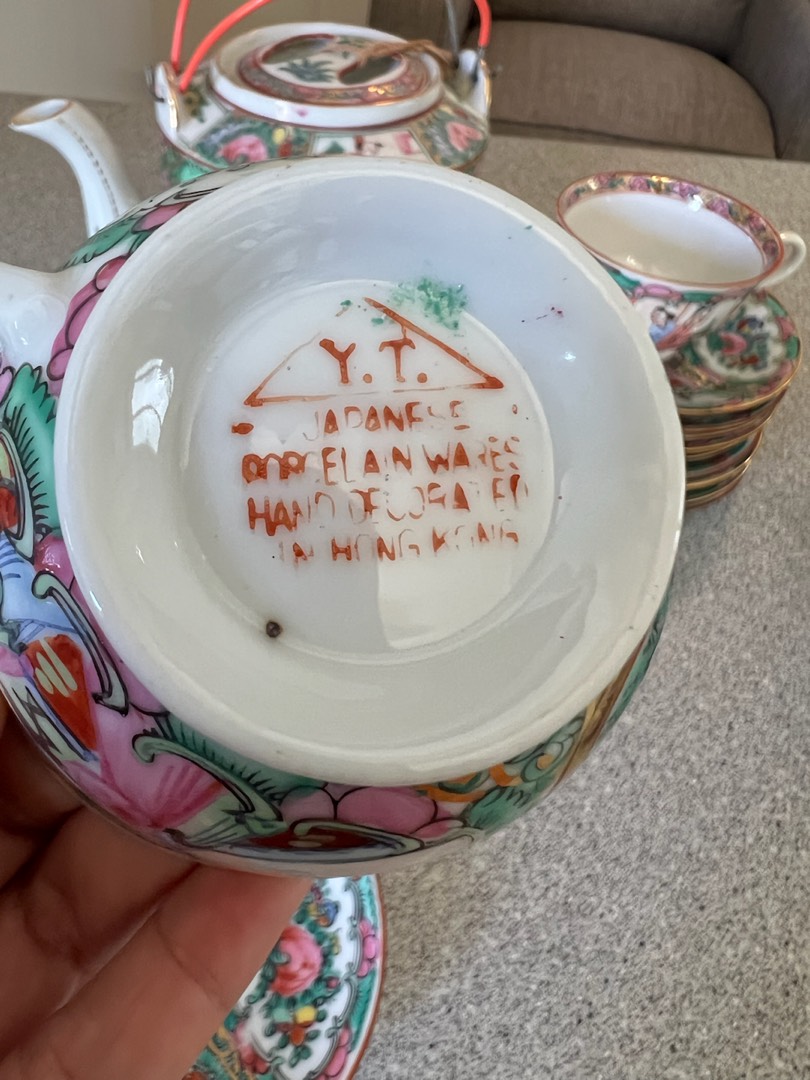 Y. T.
JAPANESE
PORCELAIN WARES
HAND DECORATED
IN HONG KONG